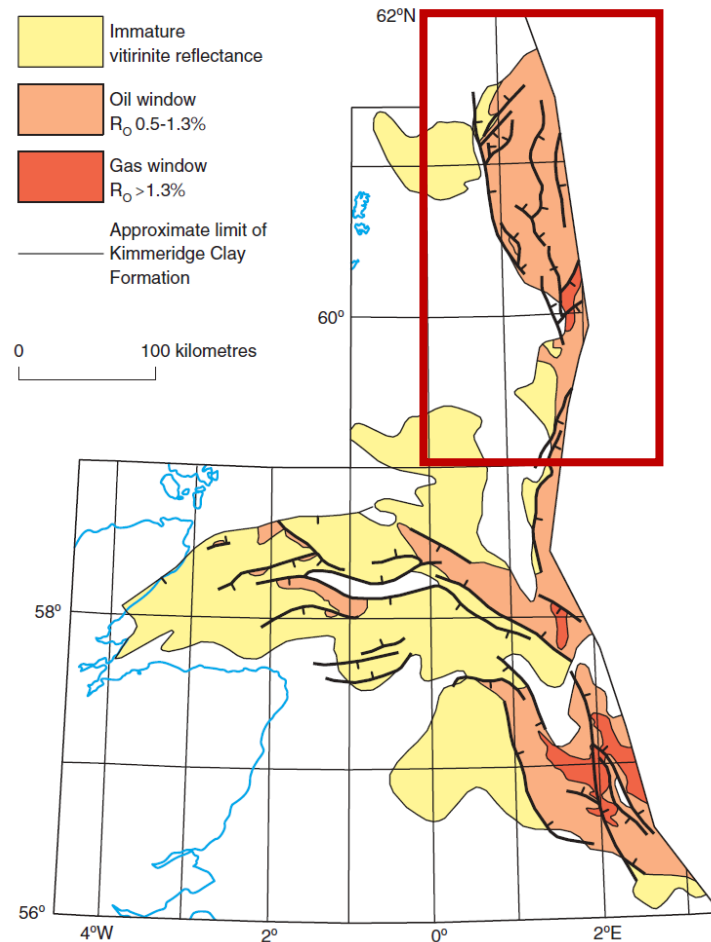 Immature
vitirinite reflectance
Oil window
RO 0.5-1.3%
Gas window
RO >1.3%
Approximate limit of
Kimmeridge Clay
Formation
0 100 kilometres
62ºN
60º
58º
56º
4ºW 2º 0º 2ºE